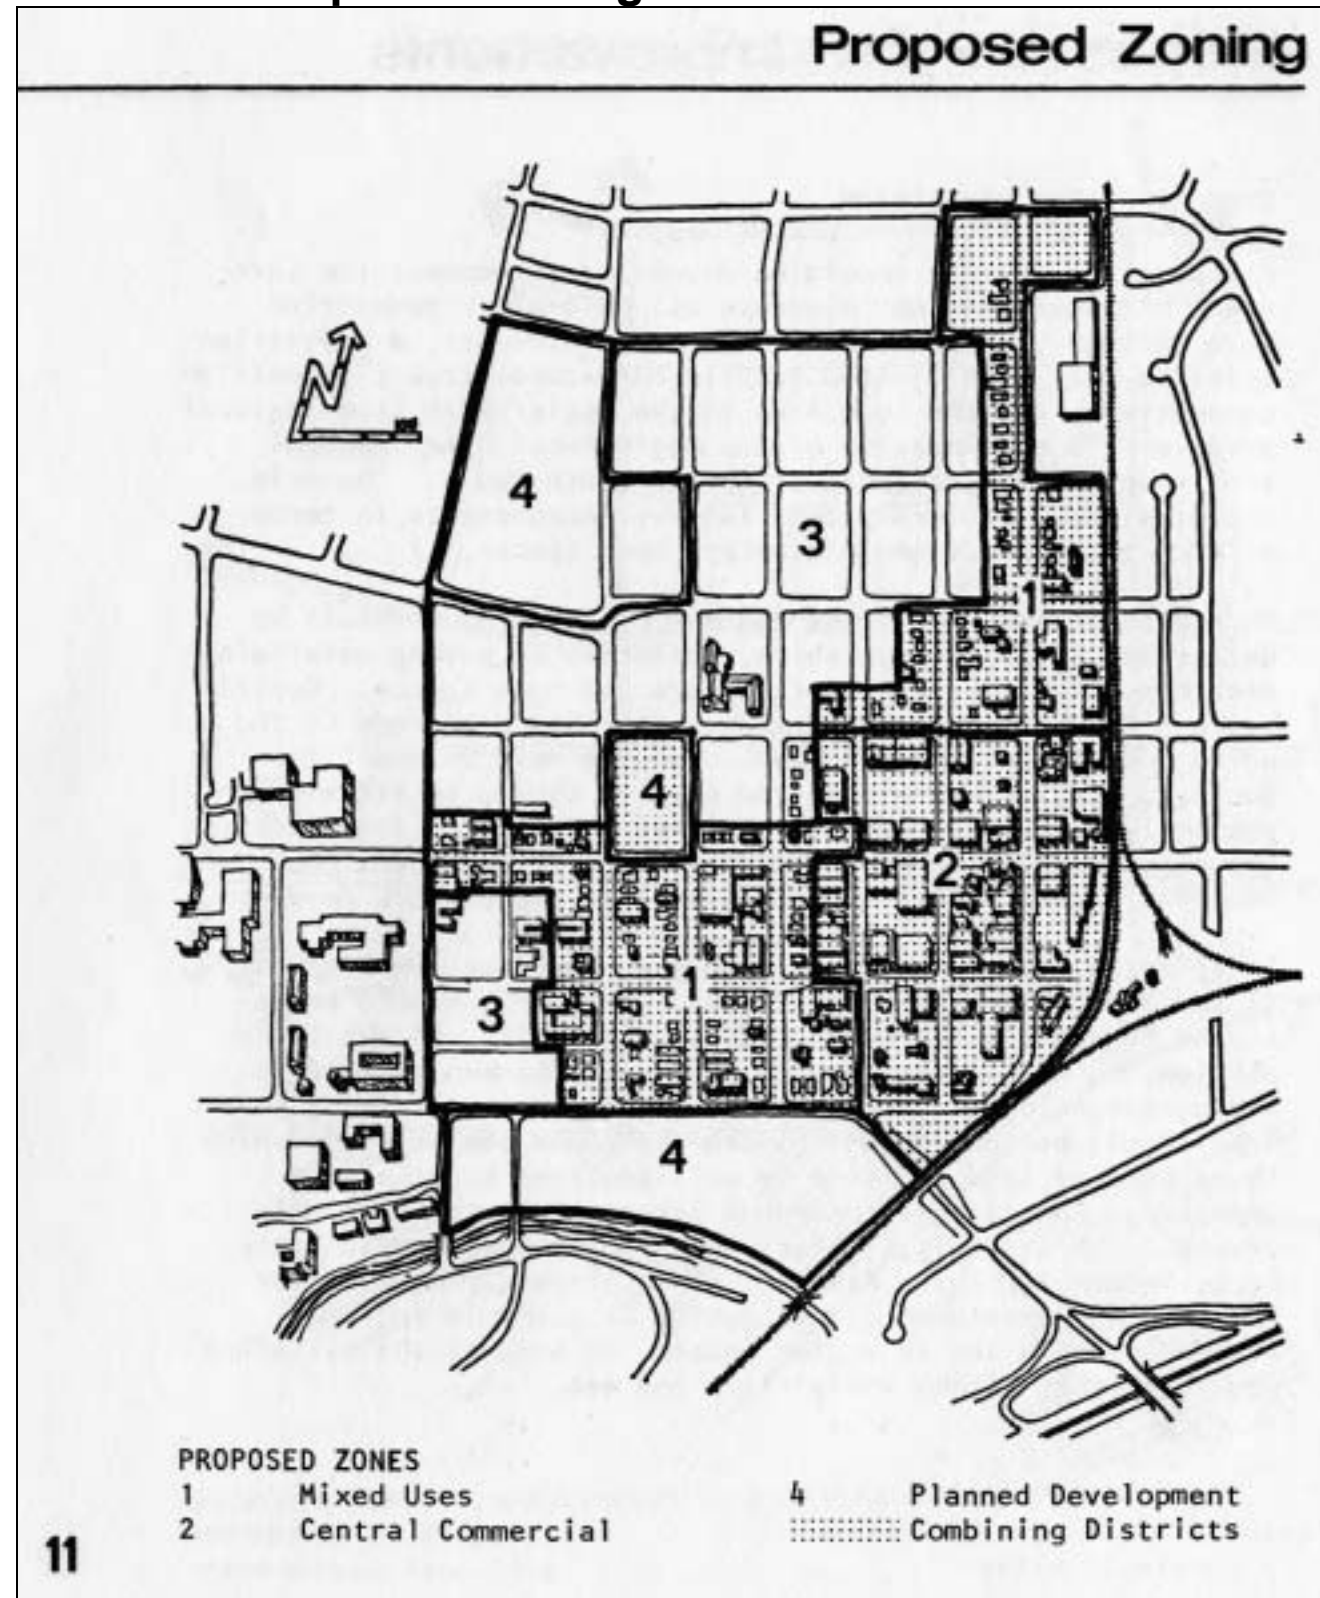 Proposed Zoning
N
4
3
1
4
2
1
3
4
PROPOSED ZONES
1 Mixed Uses
2 Central Commercial
4 Planned Development
Combining Districts
11